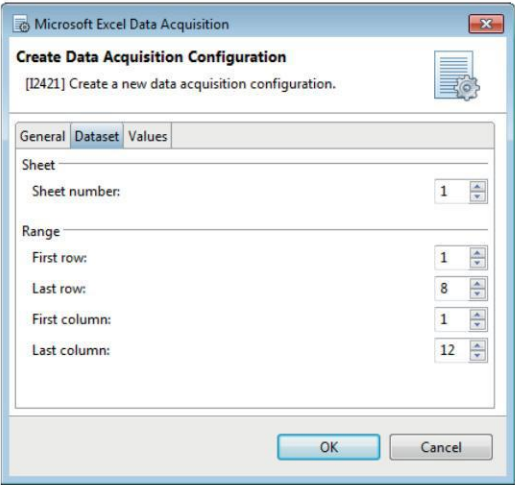 Microsoft Excel Data Acquisition
Create Data Acquisition Configuration
[I2421] Create a new data acquisition configuration.
General Dataset Values
Sheet
Sheet number: 1
Range
First row: 1
Last row: 8
First column: 1
Last column: 12
OK Cancel